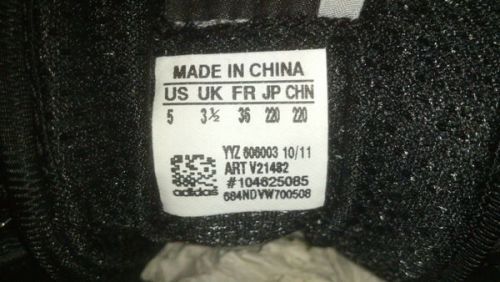 MADE IN CHINA
US UK FR JP CHN
5 3½ 36 220 220
YYZ 606003 10/11
ART V21482
#104625085
adidas 684NDVW700508